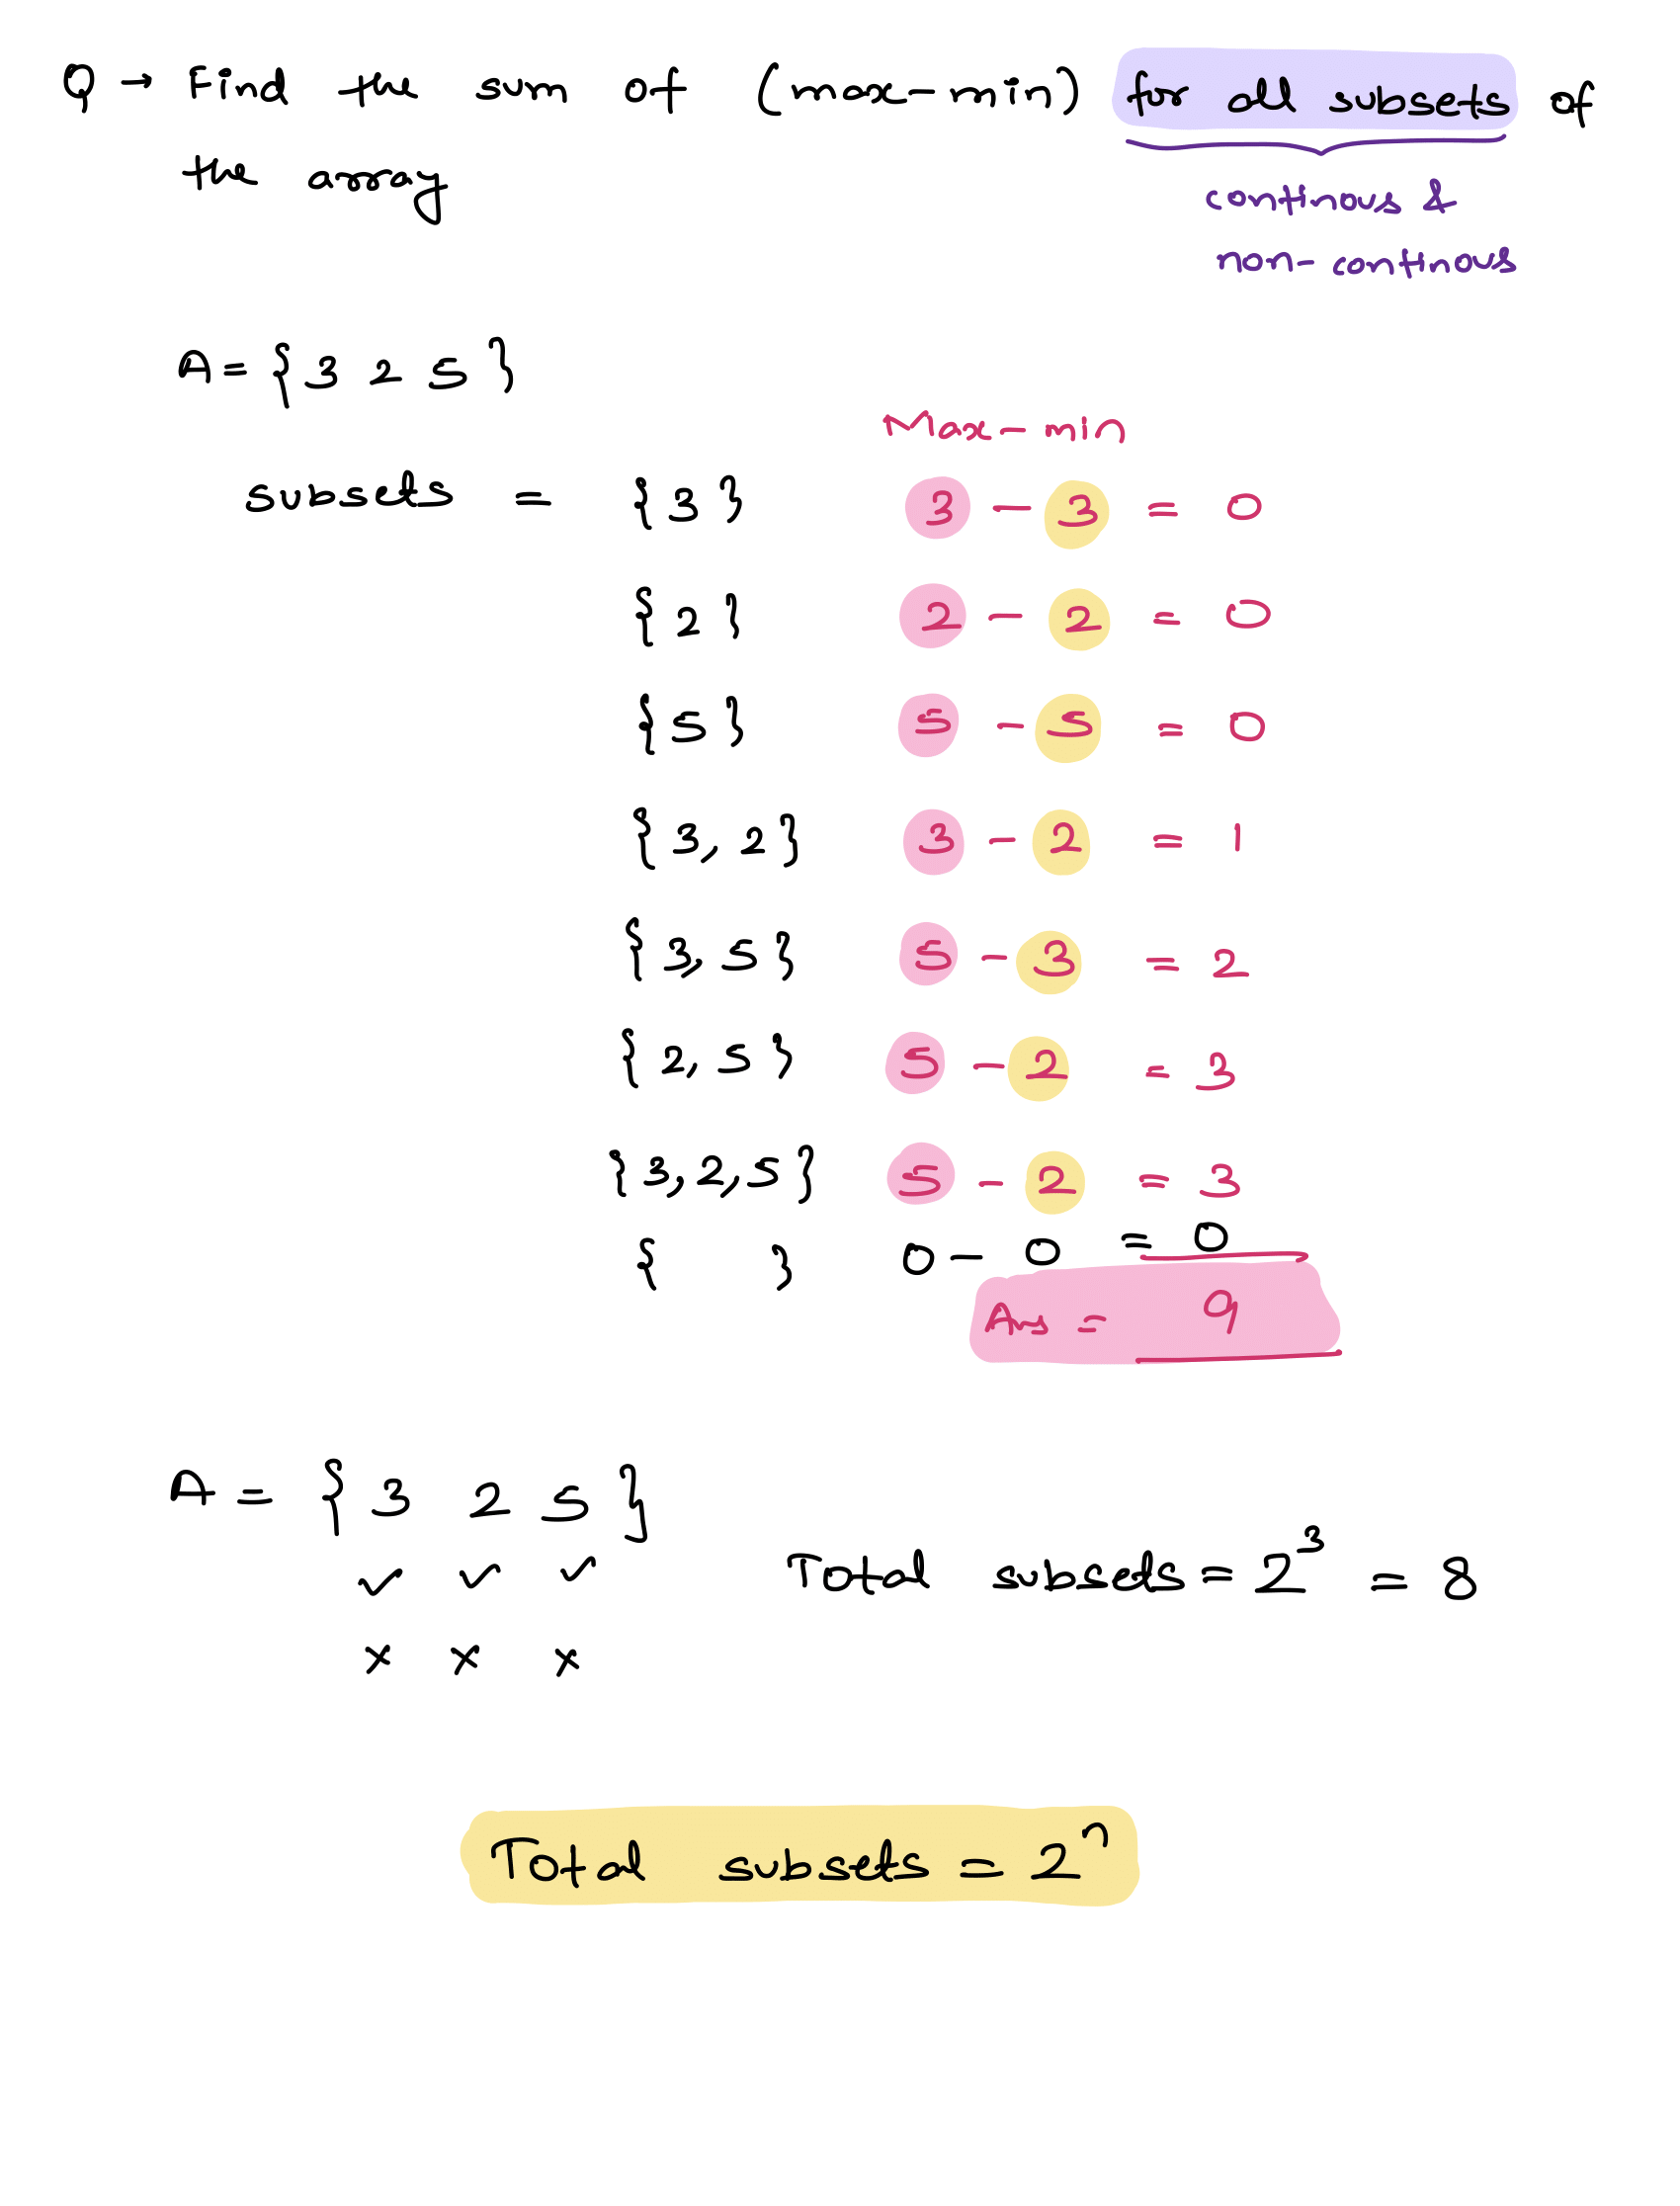 Q → Find the sum of (max-min) for all subsets of
the array
continous &
non-continous
A = { 3 2 5 }
Max-min
subsets = { 3 } 3 - 3 = 0
{ 2 } 2 - 2 = 0
{ 5 } 5 - 5 = 0
{ 3, 2 } 3 - 2 = 1
{ 3, 5 } 5 - 3 = 2
{ 2, 5 } 5 - 2 = 3
{ 3, 2, 5 } 5 - 2 = 3
{ } 0 - 0 = 0
Ans = 9
A = { 3 2 5 }
✓ ✓ ✓ Total subsets = 2³ = 8
× × ×
Total subsets = 2ⁿ